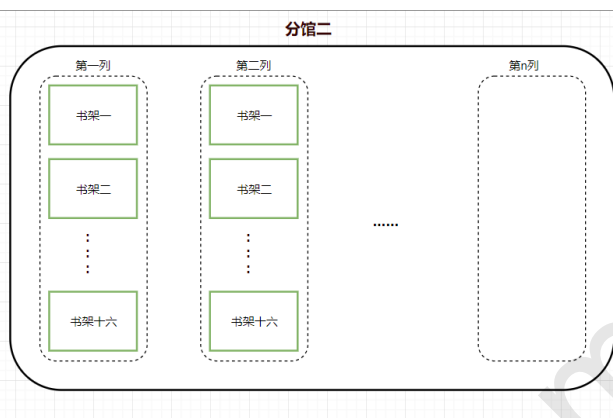 分馆二
第一列 第二列 第n列
书架一 书架一
书架二 书架二
......
书架十六 书架十六